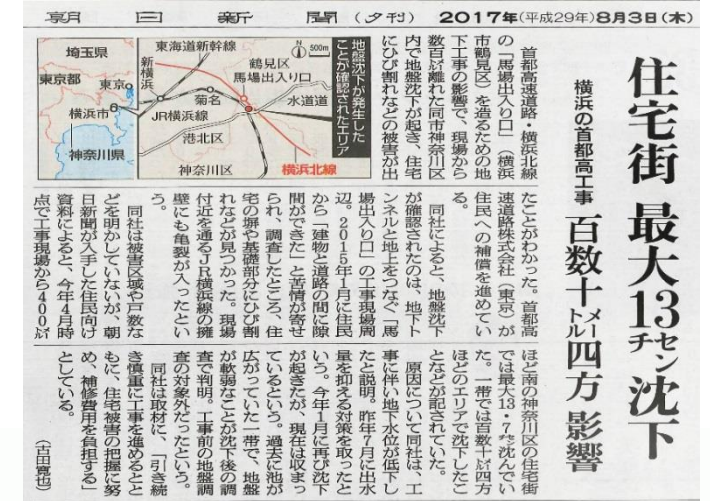 朝日新聞（夕刊） 2017年（平成29年）8月3日（木）
住宅街 最大13センチ沈下
横浜の首都高工事 百数十メートル四方 影響
地盤沈下が発生した
ことが確認されたエリア
埼玉県
東京都
東京
横浜市
神奈川県
東海道新幹線
新横浜
菊名
JR横浜線
港北区
神奈川区
鶴見区
馬場出入り口
水道道
横浜北線
N
500m
首都高速道路・横浜北線
の「馬場出入り口」（横浜
市鶴見区）を造るための地
下工事の影響で、現場から
数百㍍離れた同市神奈川区
内で地盤沈下が起き、住宅
にひび割れなどの被害が出
たことがわかった。首都高
速道路株式会社（東京）が
住民への補償を進めてい
る。
同社によると、地盤沈下
が確認されたのは、地下ト
ンネルと地上をつなぐ「馬
場出入り口」の工事現場周
辺。2015年1月に住民
から「建物と道路の間に隙
間ができた」と苦情が寄せ
られ、調査したところ、住
宅の塀や基礎部分にひび割
れなどが見つかった。現場
付近を通るJR横浜線の擁
壁にも亀裂が入ったとい
う。
同社は被害区域や戸数な
どを明かしていないが、朝
日新聞が入手した住民向け
資料によると、今年4月時
点で工事現場から400㍍
ほど南の神奈川区の住宅街
では最大13・7㌢沈んでい
た。一帯では百数十㍍四方
ほどのエリアで沈下したこ
となどが記されていた。
原因について同社は、工
事に伴い地下水位が低下し
たと説明。昨年7月に出水
量を抑える対策を取ったと
いう。今年1月に再び沈下
が起きたが、現在は収まっ
ているという。過去に池が
広がっていた一帯で、地盤
が軟弱なことが沈下後の調
査で判明。工事前の地盤調
査の対象外だったという。
同社は取材に、「引き続
き慎重に工事を進めるとと
もに、住宅被害の把握に努
め、補修費用を負担する」
としている。
（古田寛也）